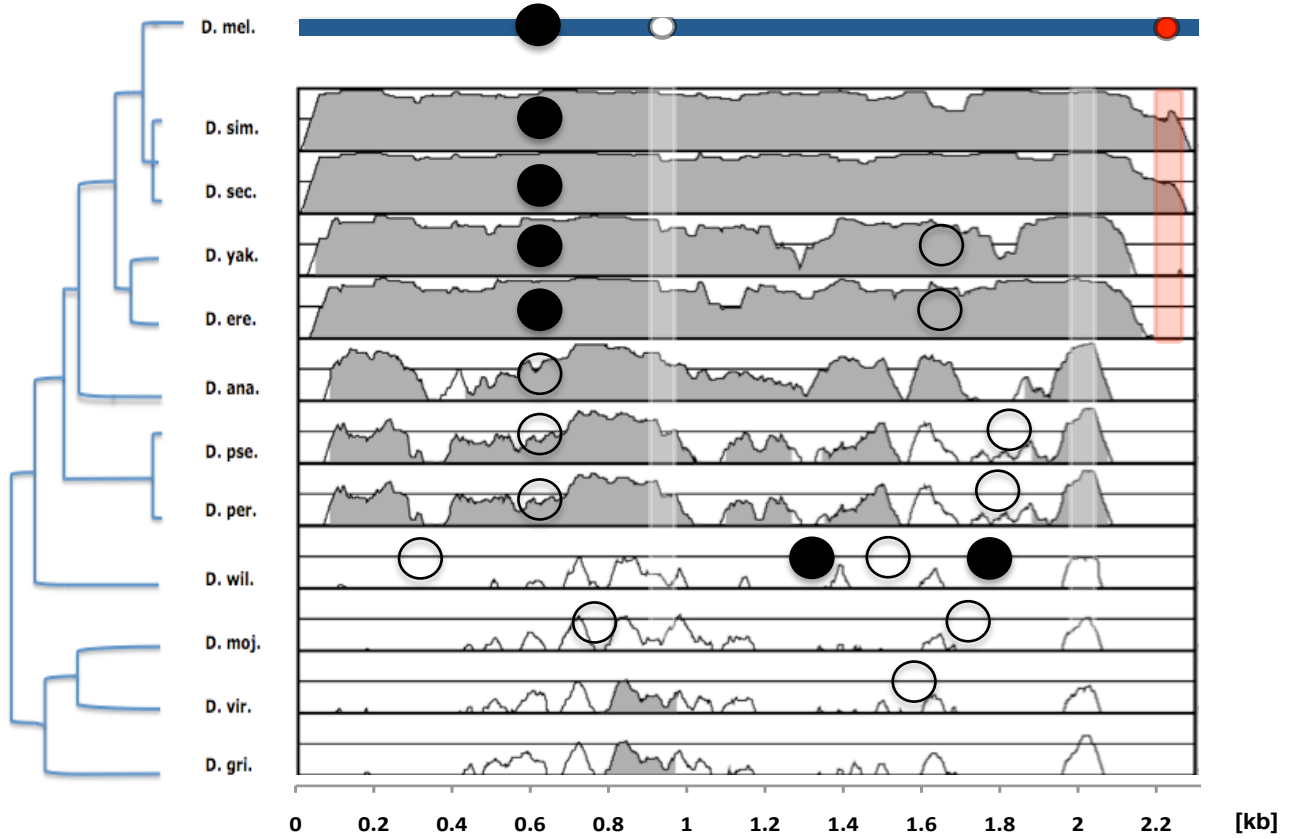 D. mel.
D. sim.
D. sec.
D. yak.
D. ere.
D. ana.
D. pse.
D. per.
D. wil.
D. moj.
D. vir.
D. gri.
0 0.2 0.4 0.6 0.8 1 1.2 1.4 1.6 1.8 2 2.2 [kb]